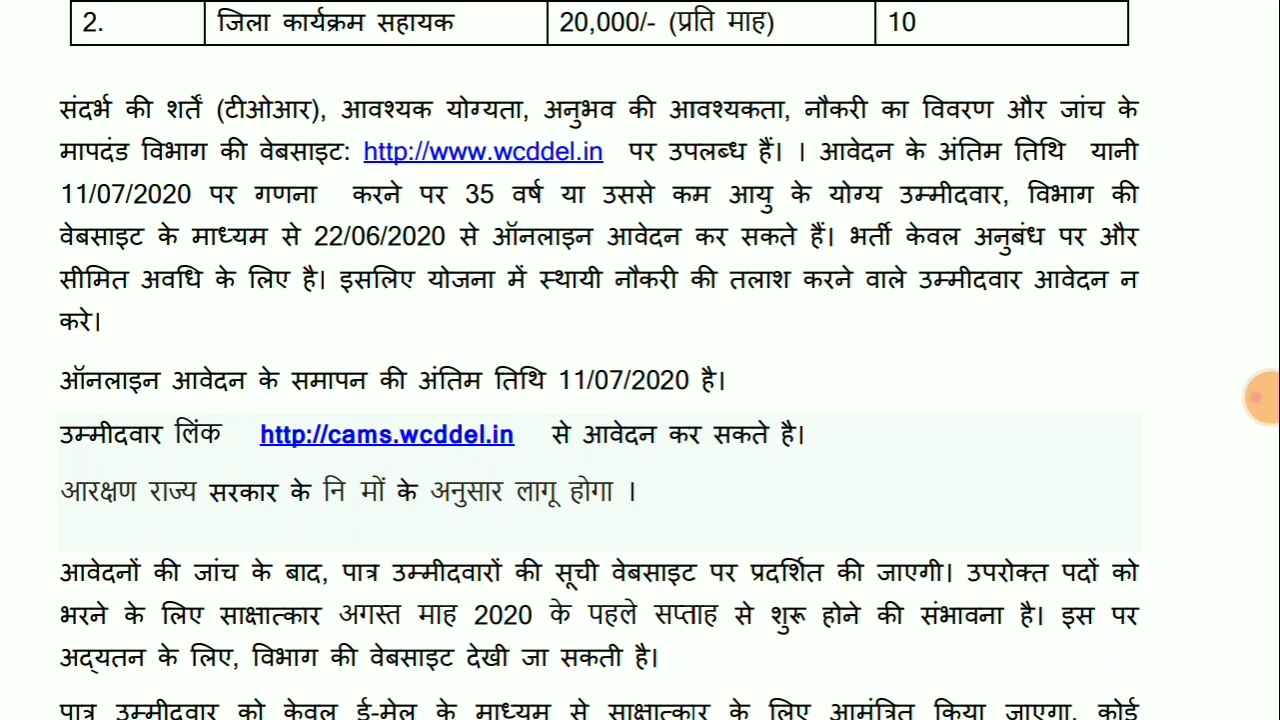 2. जिला कार्यक्रम सहायक 20,000/- (प्रति माह) 10
संदर्भ की शर्तें (टीओआर), आवश्यक योग्यता, अनुभव की आवश्यकता, नौकरी का विवरण और जांच के
मापदंड विभाग की वेबसाइट: http://www.wcddel.in पर उपलब्ध हैं। । आवेदन के अंतिम तिथि यानी
11/07/2020 पर गणना करने पर 35 वर्ष या उससे कम आयु के योग्य उम्मीदवार, विभाग की
वेबसाइट के माध्यम से 22/06/2020 से ऑनलाइन आवेदन कर सकते हैं। भर्ती केवल अनुबंध पर और
सीमित अवधि के लिए है। इसलिए योजना में स्थायी नौकरी की तलाश करने वाले उम्मीदवार आवेदन न
करे।
ऑनलाइन आवेदन के समापन की अंतिम तिथि 11/07/2020 है।
उम्मीदवार लिंक http://cams.wcddel.in से आवेदन कर सकते है।
आरक्षण राज्य सरकार के नि मों के अनुसार लागू होगा ।
आवेदनों की जांच के बाद, पात्र उम्मीदवारों की सूची वेबसाइट पर प्रदर्शित की जाएगी। उपरोक्त पदों को
भरने के लिए साक्षात्कार अगस्त माह 2020 के पहले सप्ताह से शुरू होने की संभावना है। इस पर
अद्यतन के लिए, विभाग की वेबसाइट देखी जा सकती है।
पात्र उम्मीदवार को केवल ई-मेल के माध्यम से साक्षात्कार के लिए आमंत्रित किया जाएगा, कोई